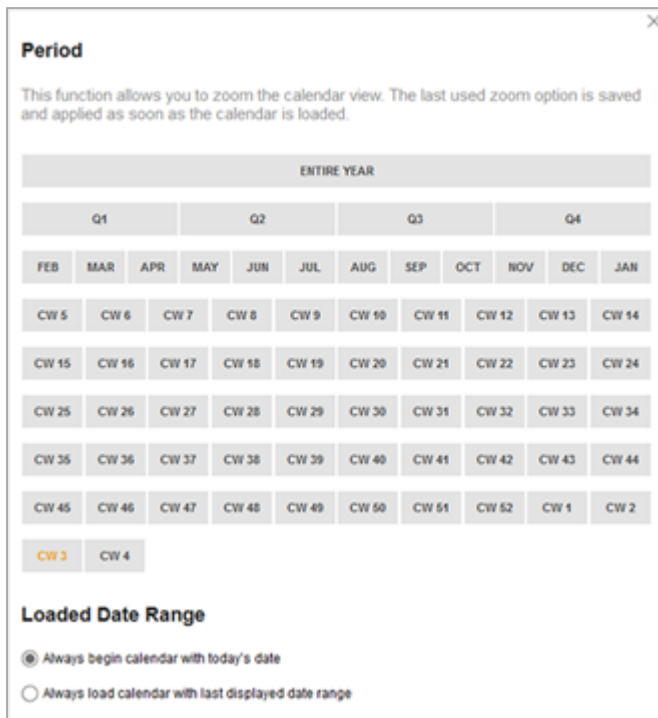 Period
This function allows you to zoom the calendar view. The last used zoom option is saved
and applied as soon as the calendar is loaded.
ENTIRE YEAR
Q1 Q2 Q3 Q4
FEB MAR APR MAY JUN JUL AUG SEP OCT NOV DEC JAN
CW 5 CW 6 CW 7 CW 8 CW 9 CW 10 CW 11 CW 12 CW 13 CW 14
CW 15 CW 16 CW 17 CW 18 CW 19 CW 20 CW 21 CW 22 CW 23 CW 24
CW 25 CW 26 CW 27 CW 28 CW 29 CW 30 CW 31 CW 32 CW 33 CW 34
CW 35 CW 36 CW 37 CW 38 CW 39 CW 40 CW 41 CW 42 CW 43 CW 44
CW 45 CW 46 CW 47 CW 48 CW 49 CW 50 CW 51 CW 52 CW 1 CW 2
CW 3 CW 4
Loaded Date Range
Always begin calendar with today's date
Always load calendar with last displayed date range